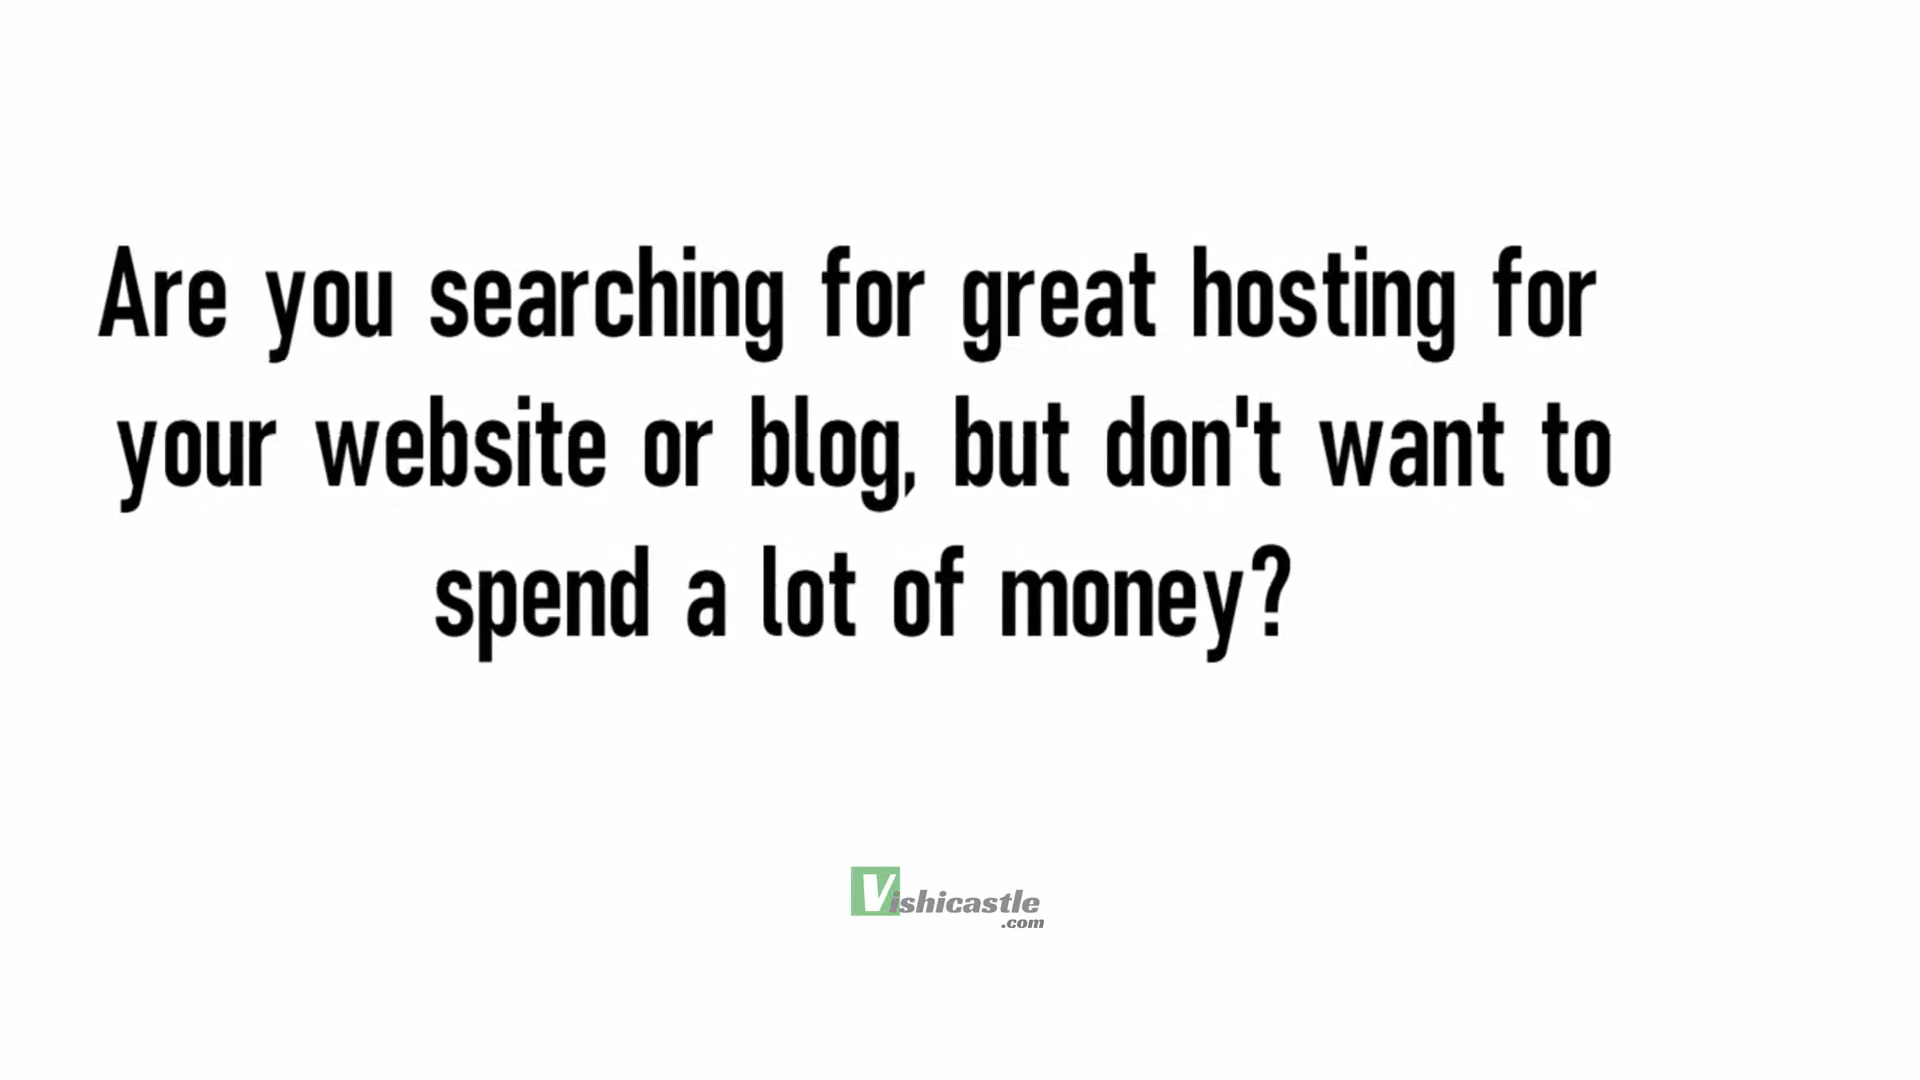 Are you searching for great hosting for
your website or blog, but don't want to
spend a lot of money?
Vishicastle
.com